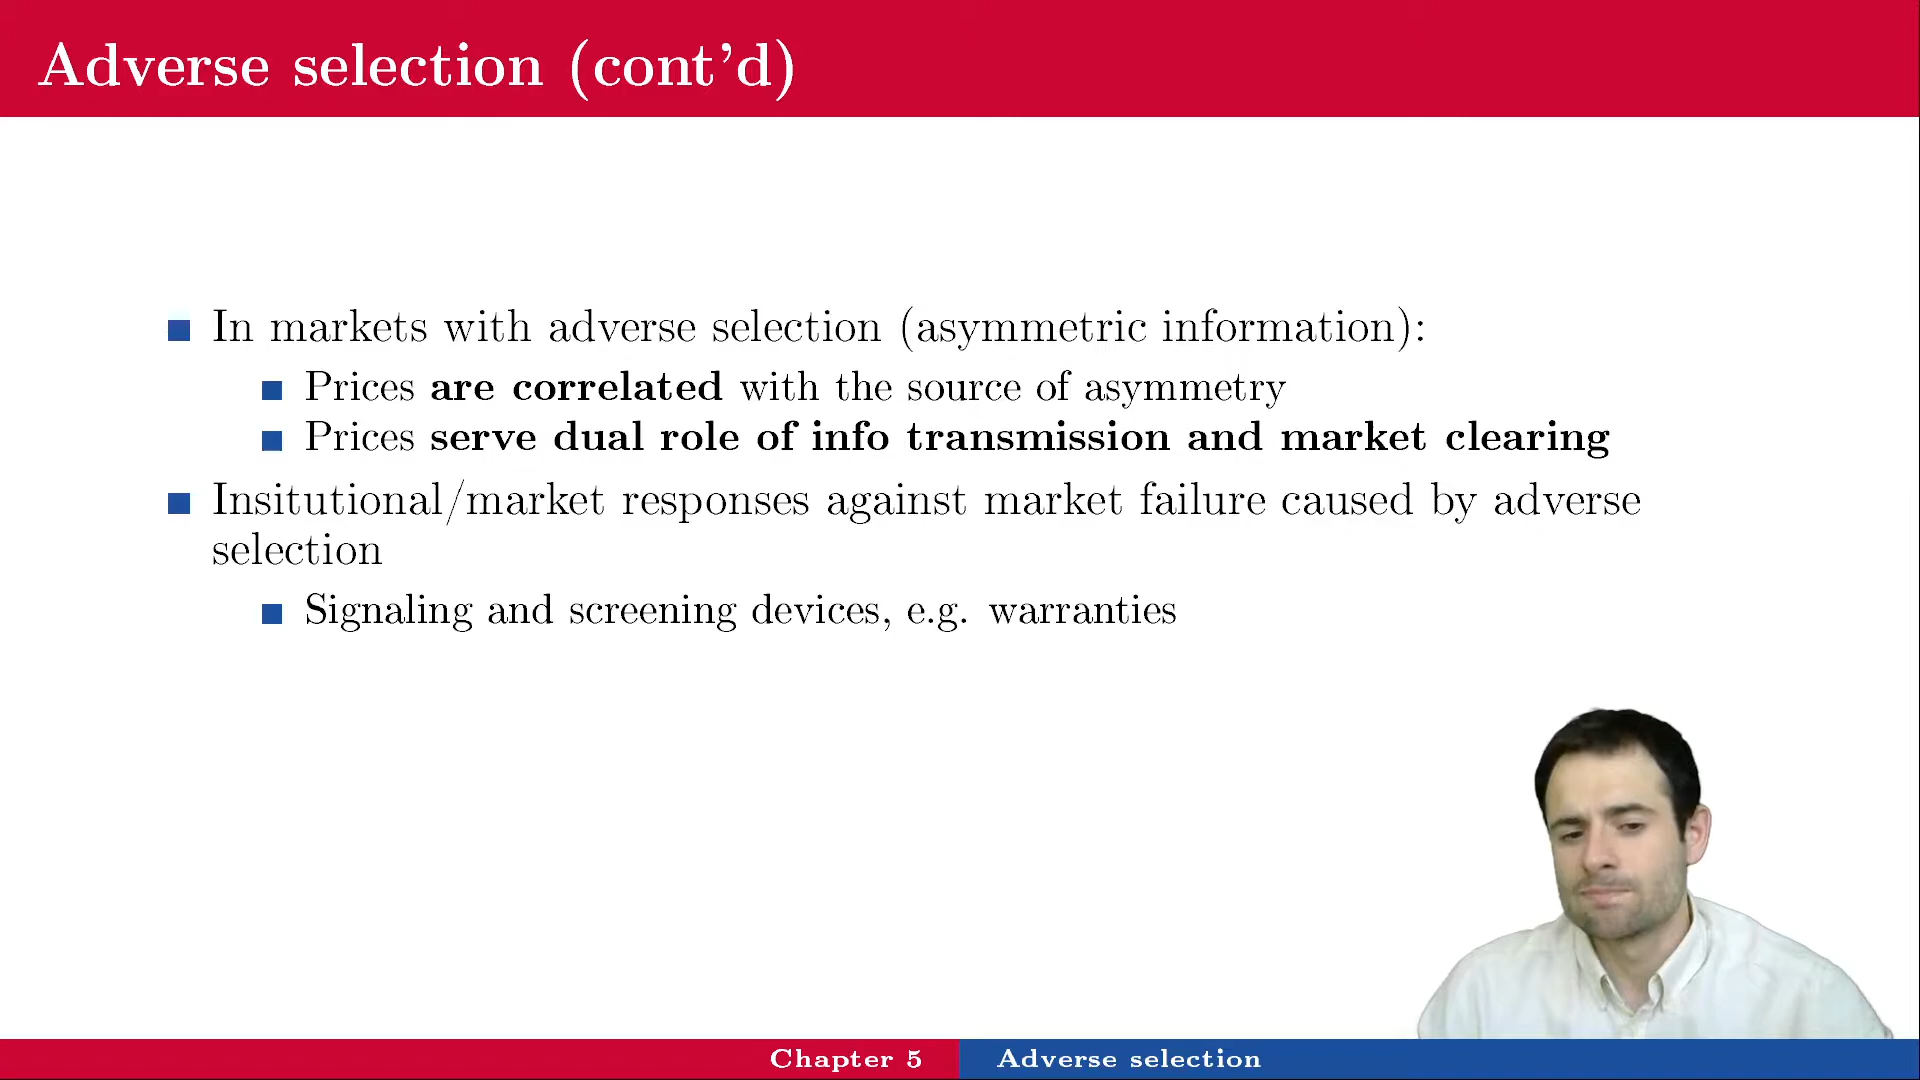 Adverse selection (cont'd)
In markets with adverse selection (asymmetric information):
Prices are correlated with the source of asymmetry
Prices serve dual role of info transmission and market clearing
Insitutional/market responses against market failure caused by adverse
selection
Signaling and screening devices, e.g. warranties
Chapter 5
Adverse selection